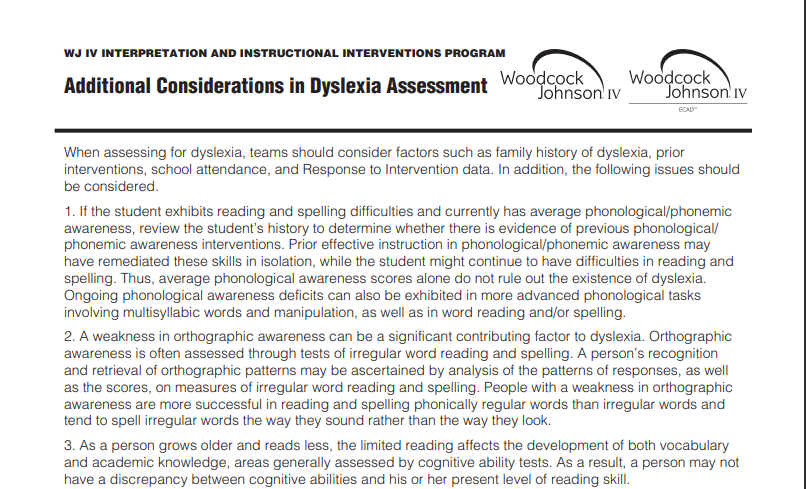 WJ IV INTERPRETATION AND INSTRUCTIONAL INTERVENTIONS PROGRAM
Additional Considerations in Dyslexia Assessment
Woodcock
Johnson IV
Woodcock
Johnson IV
ECAD™
When assessing for dyslexia, teams should consider factors such as family history of dyslexia, prior
interventions, school attendance, and Response to Intervention data. In addition, the following issues should
be considered.
1. If the student exhibits reading and spelling difficulties and currently has average phonological/phonemic
awareness, review the student's history to determine whether there is evidence of previous phonological/
phonemic awareness interventions. Prior effective instruction in phonological/phonemic awareness may
have remediated these skills in isolation, while the student might continue to have difficulties in reading and
spelling. Thus, average phonological awareness scores alone do not rule out the existence of dyslexia.
Ongoing phonological awareness deficits can also be exhibited in more advanced phonological tasks
involving multisyllabic words and manipulation, as well as in word reading and/or spelling.
2. A weakness in orthographic awareness can be a significant contributing factor to dyslexia. Orthographic
awareness is often assessed through tests of irregular word reading and spelling. A person's recognition
and retrieval of orthographic patterns may be ascertained by analysis of the patterns of responses, as well
as the scores, on measures of irregular word reading and spelling. People with a weakness in orthographic
awareness are more successful in reading and spelling phonically regular words than irregular words and
tend to spell irregular words the way they sound rather than the way they look.
3. As a person grows older and reads less, the limited reading affects the development of both vocabulary
and academic knowledge, areas generally assessed by cognitive ability tests. As a result, a person may not
have a discrepancy between cognitive abilities and his or her present level of reading skill.